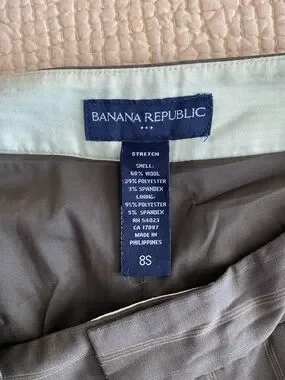 BANANA REPUBLIC
STRETCH
SHELL:
68% WOOL
29% POLYESTER
3% SPANDEX
LINING:
95% POLYESTER
5% SPANDEX
RN 54023
CA 17897
MADE IN
PHILIPPINES
8S